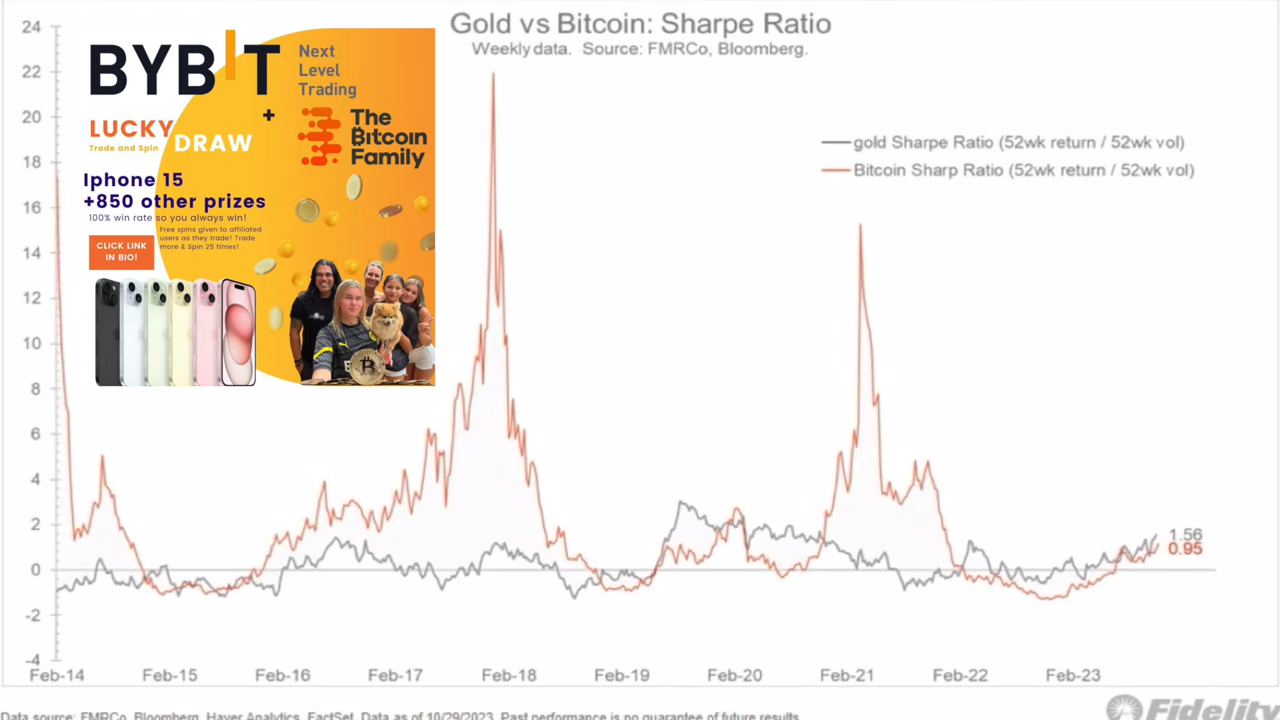 Gold vs Bitcoin: Sharpe Ratio
Weekly data. Source: FMRCo, Bloomberg.
BYBIT
Next
Level
Trading
+
LUCKY
DRAW
Trade and Spin
The
Bitcoin
Family
Iphone 15
+850 other prizes
100% win rate so you always win!
Free spins given to affiliated
users as they trade! Trade
more & Spin 25 times!
CLICK LINK
IN BIO!
gold Sharpe Ratio (52wk return / 52wk vol)
Bitcoin Sharp Ratio (52wk return / 52wk vol)
24
22
20
18
16
14
12
10
8
6
4
2
0
-2
-4
1.56
0.95
Feb-14 Feb-15 Feb-16 Feb-17 Feb-18 Feb-19 Feb-20 Feb-21 Feb-22 Feb-23
Data source: FMRCo, Bloomberg, Haver Analytics, FactSet. Data as of 10/29/2023. Past performance is no guarantee of future results.
Fidelity